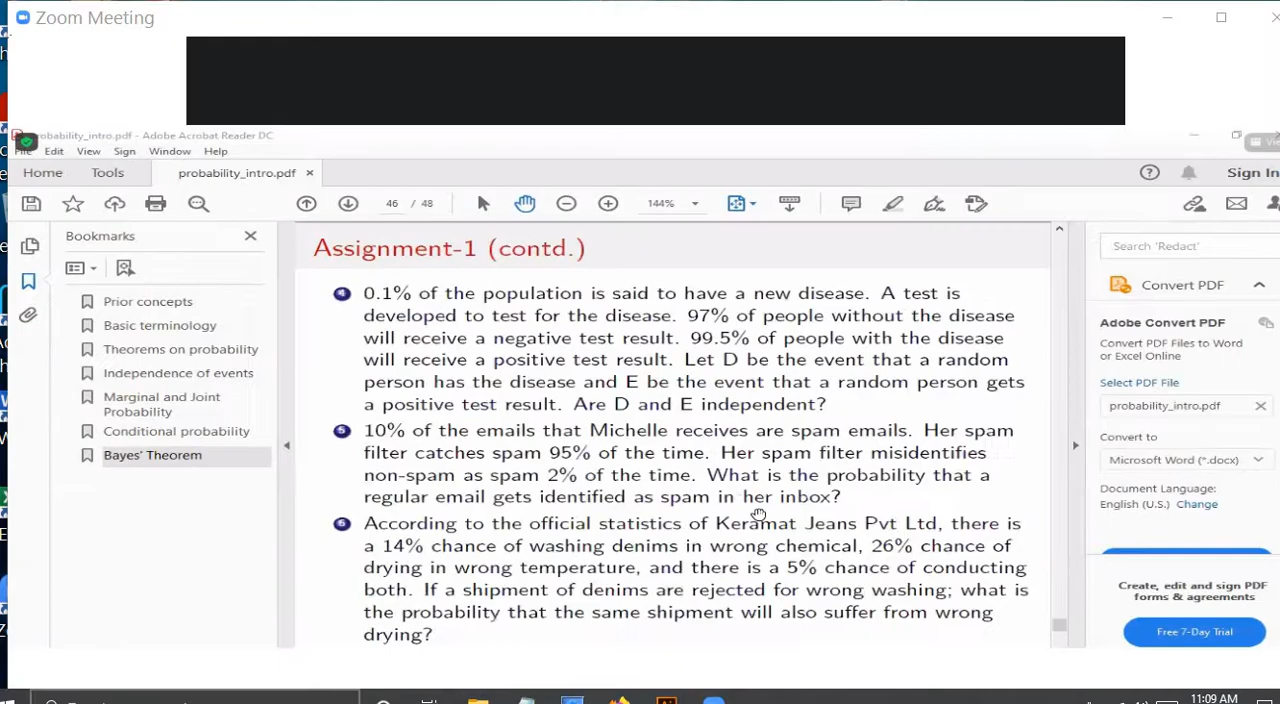 Zoom Meeting
probability_intro.pdf - Adobe Acrobat Reader DC
Edit View Sign Window Help
Home Tools probability_intro.pdf × Sign In
46 / 48 144%
Bookmarks
Prior concepts
Basic terminology
Theorems on probability
Independence of events
Marginal and Joint
Probability
Conditional probability
Bayes' Theorem
Assignment-1 (contd.)
4 0.1% of the population is said to have a new disease. A test is
developed to test for the disease. 97% of people without the disease
will receive a negative test result. 99.5% of people with the disease
will receive a positive test result. Let D be the event that a random
person has the disease and E be the event that a random person gets
a positive test result. Are D and E independent?
5 10% of the emails that Michelle receives are spam emails. Her spam
filter catches spam 95% of the time. Her spam filter misidentifies
non-spam as spam 2% of the time. What is the probability that a
regular email gets identified as spam in her inbox?
6 According to the official statistics of Keramat Jeans Pvt Ltd, there is
a 14% chance of washing denims in wrong chemical, 26% chance of
drying in wrong temperature, and there is a 5% chance of conducting
both. If a shipment of denims are rejected for wrong washing; what is
the probability that the same shipment will also suffer from wrong
drying?
Search 'Redact'
Convert PDF
Adobe Convert PDF
Convert PDF Files to Word
or Excel Online
Select PDF File
probability_intro.pdf
Convert to
Microsoft Word (*.docx)
Document Language:
English (U.S.) Change
Create, edit and sign PDF
forms & agreements
Free 7-Day Trial
11:09 AM